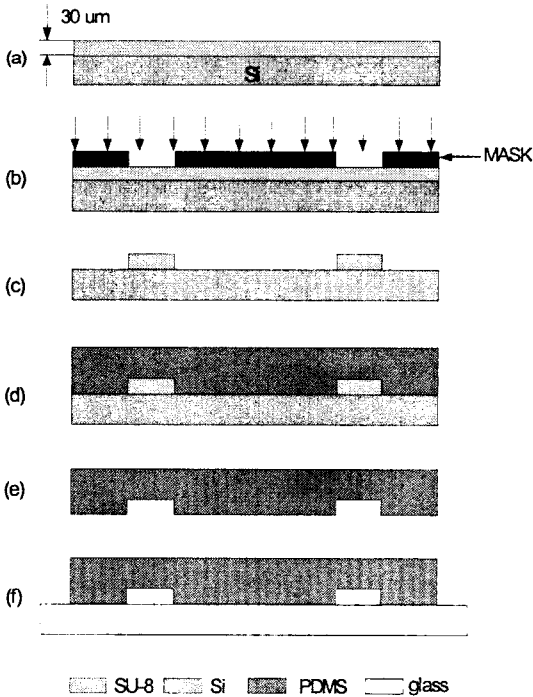 30 um
(a)
Si
(b)
MASK
(c)
(d)
(e)
(f)
SU-8 Si PDMS glass